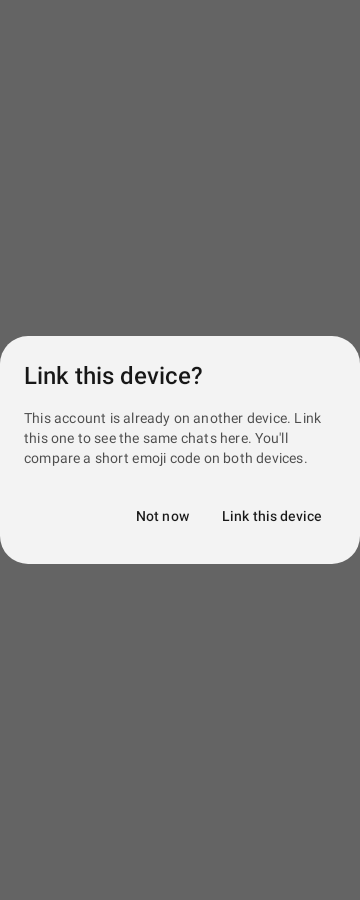 Link this device?
This account is already on another device. Link
this one to see the same chats here. You'll
compare a short emoji code on both devices.
Not now
Link this device